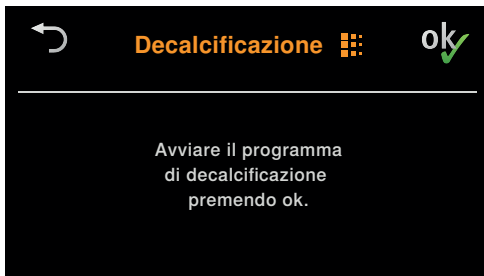 Decalcificazione
ok
Avviare il programma
di decalcificazione
premendo ok.